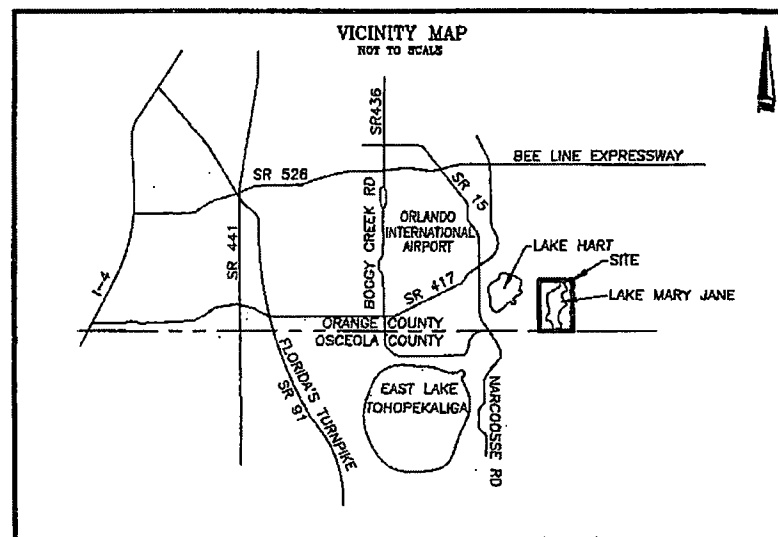 VICINITY MAP
NOT TO SCALE
SR436
BEE LINE EXPRESSWAY
SR 528
SR 15
BOGGY CREEK RD
ORLANDO
INTERNATIONAL
AIRPORT
LAKE HART
SITE
LAKE MARY JANE
SR 441
SR 417
I-4
ORANGE COUNTY
OSCEOLA COUNTY
FLORIDA'S TURNPIKE
SR 91
EAST LAKE
TOHOPEKALIGA
NARCOOSSE RD